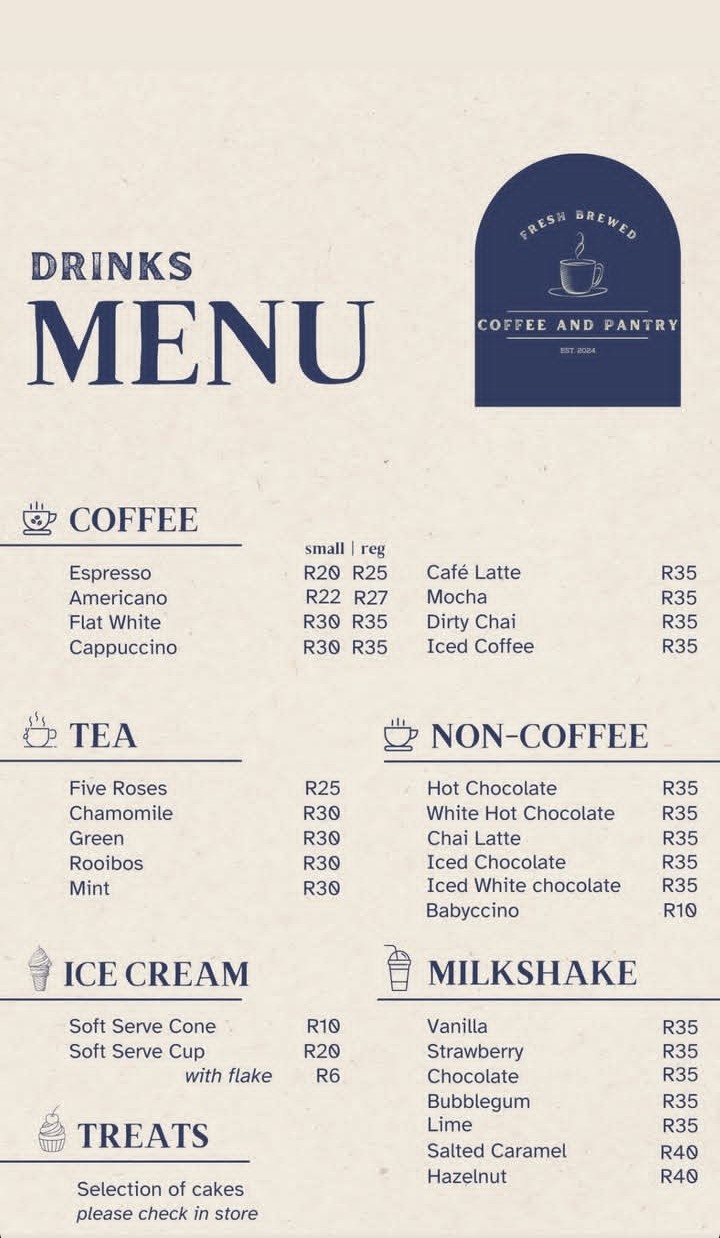 FRESH BREWED
COFFEE AND PANTRY
EST. 2024
DRINKS
MENU
COFFEE
small | reg
Espresso R20 R25
Americano R22 R27
Flat White R30 R35
Cappuccino R30 R35
Café Latte R35
Mocha R35
Dirty Chai R35
Iced Coffee R35
TEA
Five Roses R25
Chamomile R30
Green R30
Rooibos R30
Mint R30
NON-COFFEE
Hot Chocolate R35
White Hot Chocolate R35
Chai Latte R35
Iced Chocolate R35
Iced White chocolate R35
Babyccino R10
ICE CREAM
Soft Serve Cone R10
Soft Serve Cup R20
with flake R6
MILKSHAKE
Vanilla R35
Strawberry R35
Chocolate R35
Bubblegum R35
Lime R35
Salted Caramel R40
Hazelnut R40
TREATS
Selection of cakes
please check in store